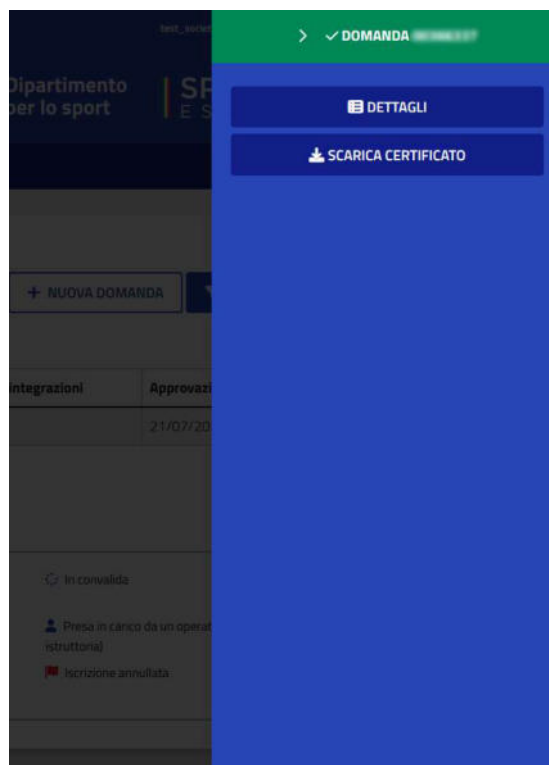 test_societ
DOMANDA
Dipartimento
per lo sport
SP
E S
DETTAGLI
SCARICA CERTIFICATO
+ NUOVA DOMANDA
integrazioni Approvazi
21/07/20
In convalida
Presa in carico da un operat
istruttoria)
Iscrizione annullata